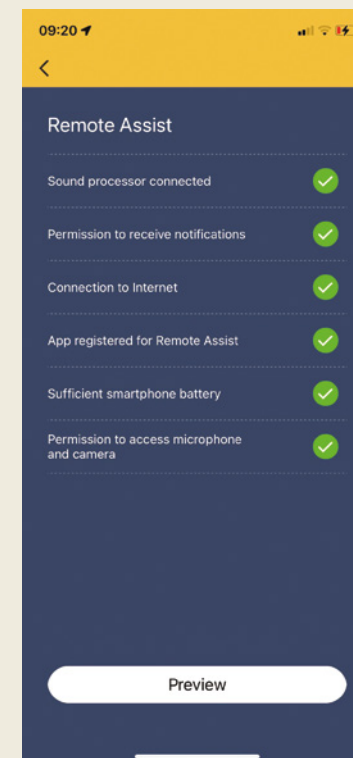 09:20
Remote Assist
Sound processor connected
Permission to receive notifications
Connection to Internet
App registered for Remote Assist
Sufficient smartphone battery
Permission to access microphone
and camera
Preview